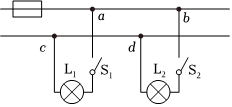 a b
c d
L₁ S₁ L₂ S₂